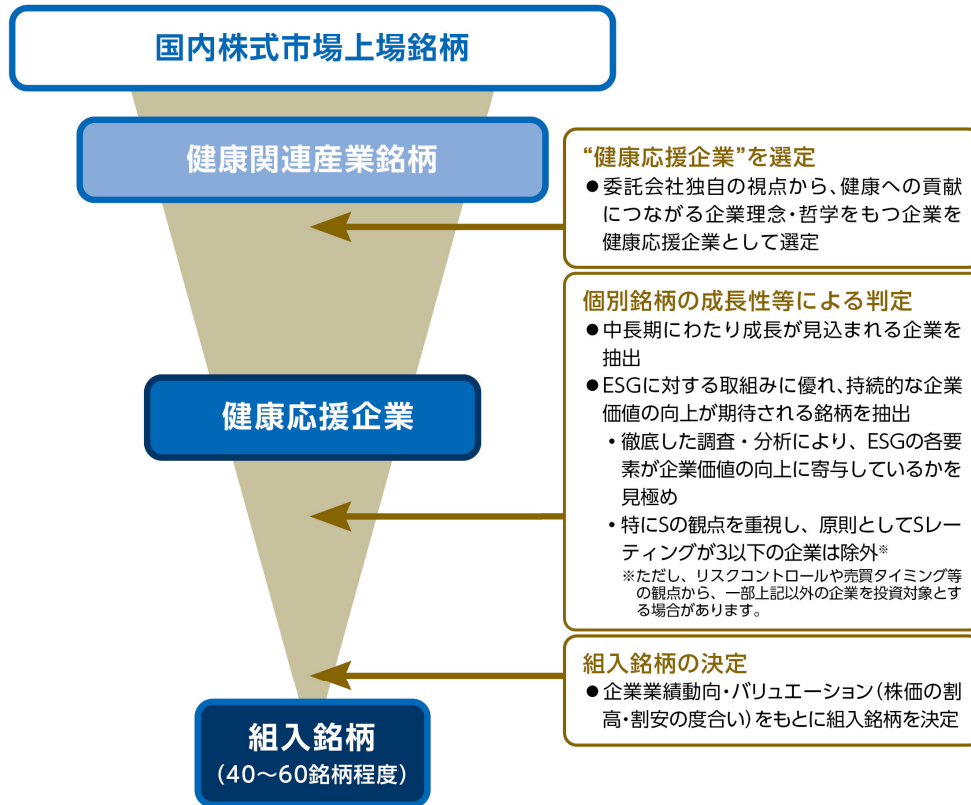 国内株式市場上場銘柄
健康関連産業銘柄
“健康応援企業”を選定
●委託会社独自の視点から、健康への貢献
につながる企業理念・哲学をもつ企業を
健康応援企業として選定
個別銘柄の成長性等による判定
●中長期にわたり成長が見込まれる企業を
抽出
●ESGに対する取組みに優れ、持続的な企業
価値の向上が期待される銘柄を抽出
・徹底した調査・分析により、ESGの各要
素が企業価値の向上に寄与しているかを
見極め
・特にSの観点を重視し、原則としてSレー
ティングが3以下の企業は除外※
※ただし、リスクコントロールや売買タイミング等
の観点から、一部上記以外の企業を投資対象とす
る場合があります。
健康応援企業
組入銘柄の決定
●企業業績動向・バリュエーション(株価の割
高・割安の度合い)をもとに組入銘柄を決定
組入銘柄
(40~60銘柄程度)